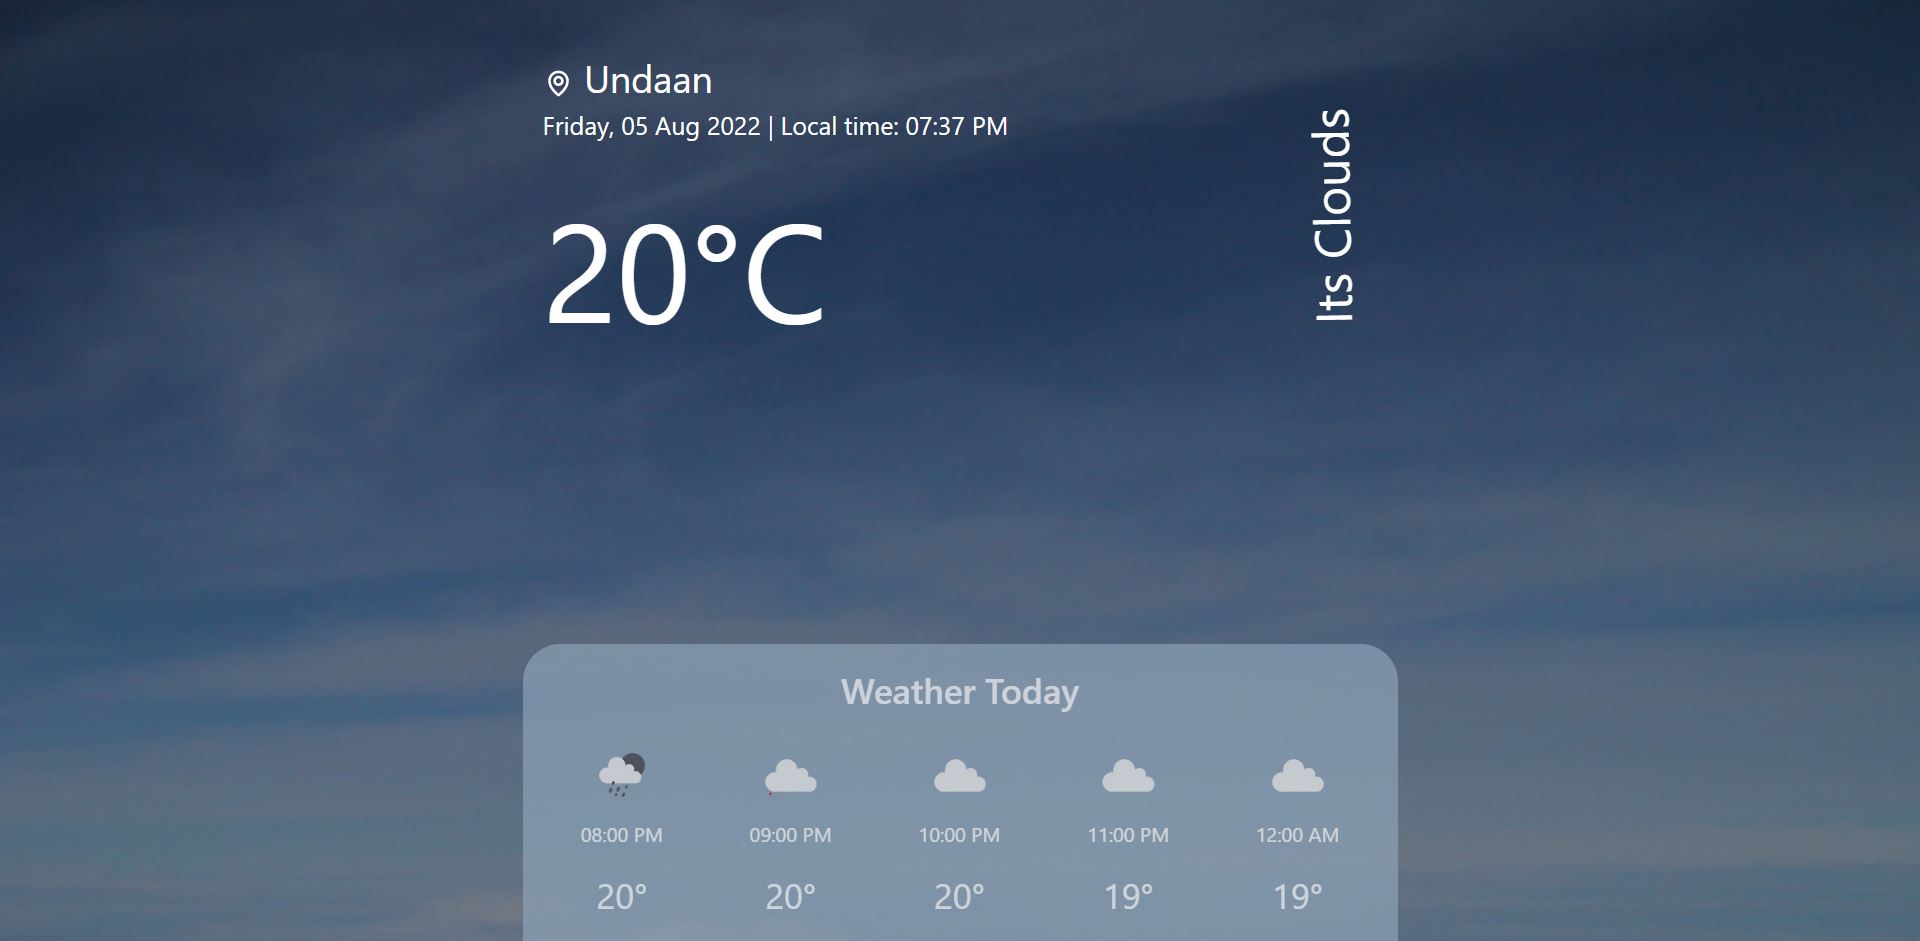 Undaan
Friday, 05 Aug 2022 | Local time: 07:37 PM
20°C
Its Clouds
Weather Today
08:00 PM
09:00 PM
10:00 PM
11:00 PM
12:00 AM
20°
20°
20°
19°
19°